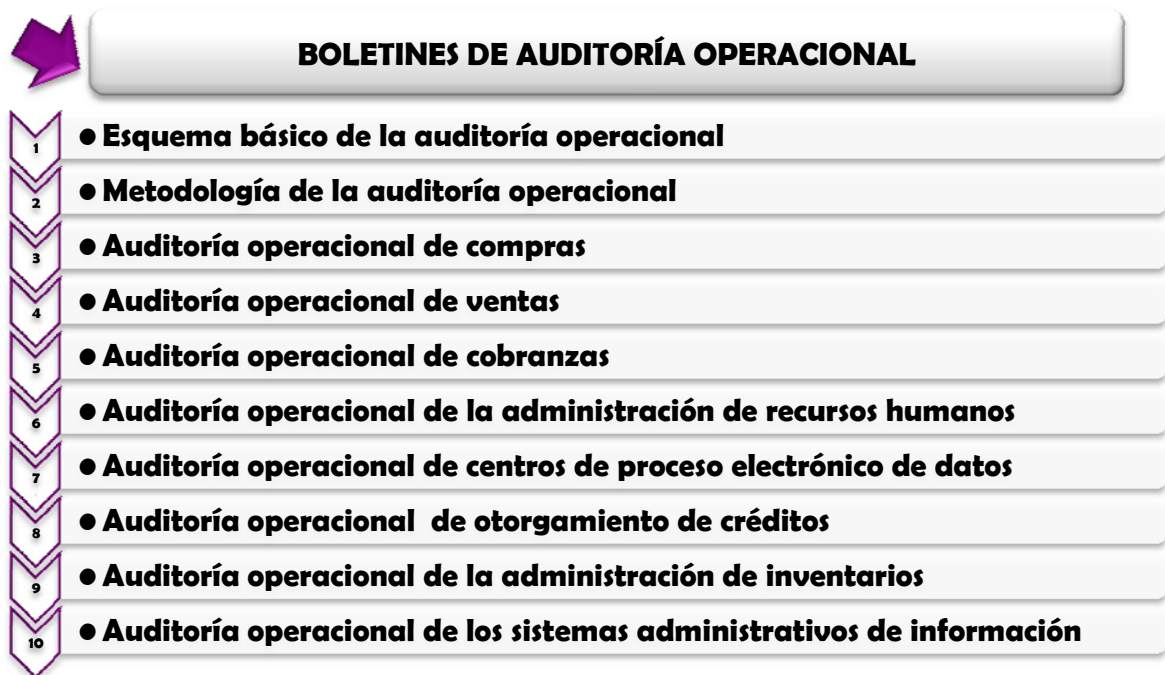 BOLETINES DE AUDITORÍA OPERACIONAL
1 • Esquema básico de la auditoría operacional
2 • Metodología de la auditoría operacional
3 • Auditoría operacional de compras
4 • Auditoría operacional de ventas
5 • Auditoría operacional de cobranzas
6 • Auditoría operacional de la administración de recursos humanos
7 • Auditoría operacional de centros de proceso electrónico de datos
8 • Auditoría operacional de otorgamiento de créditos
9 • Auditoría operacional de la administración de inventarios
10 • Auditoría operacional de los sistemas administrativos de información